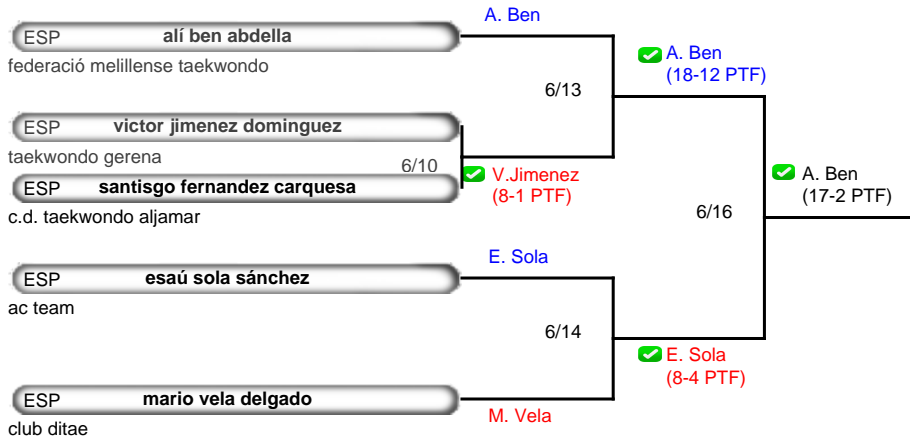 A. Ben
ESP alí ben abdella
federació melillense taekwondo
6/13
A. Ben
(18-12 PTF)
ESP victor jimenez dominguez
taekwondo gerena
6/10
V.Jimenez
(8-1 PTF)
ESP santisgo fernandez carquesa
c.d. taekwondo aljamar
6/16
A. Ben
(17-2 PTF)
E. Sola
ESP esaú sola sánchez
ac team
6/14
E. Sola
(8-4 PTF)
ESP mario vela delgado
M. Vela
club ditae